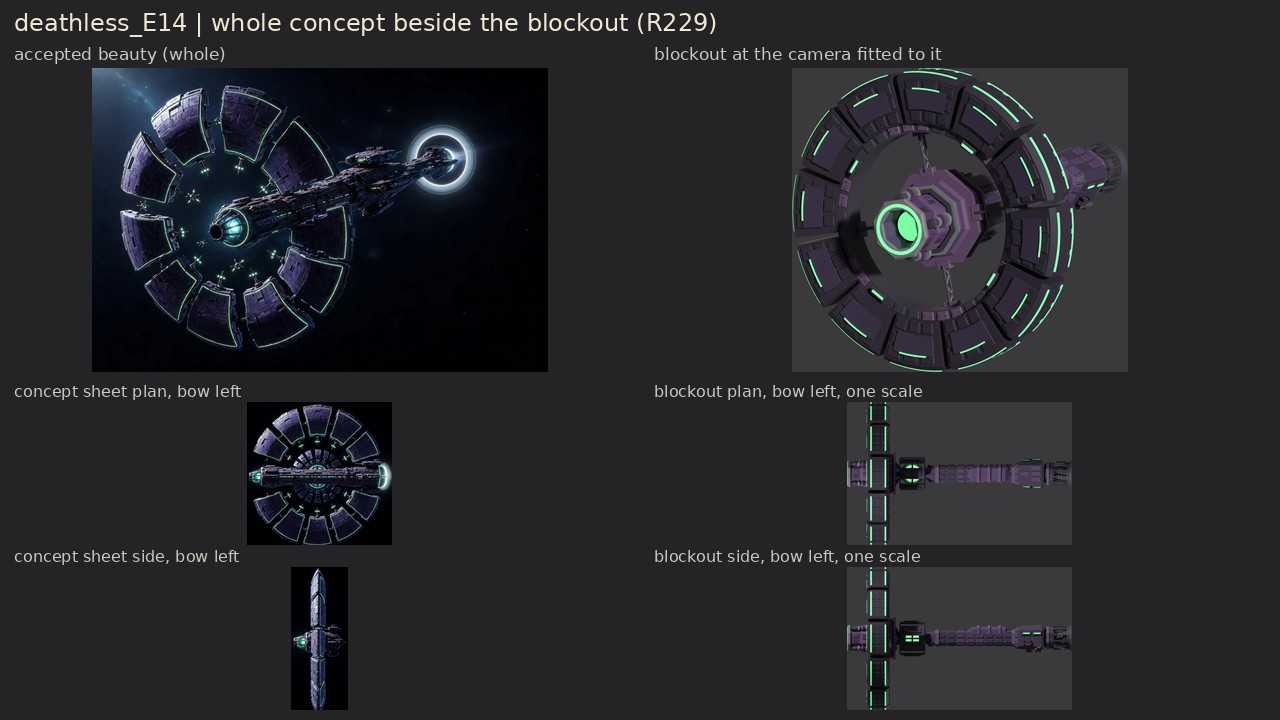 deathless_E14 | whole concept beside the blockout (R229)
accepted beauty (whole)
blockout at the camera fitted to it
concept sheet plan, bow left
blockout plan, bow left, one scale
concept sheet side, bow left
blockout side, bow left, one scale